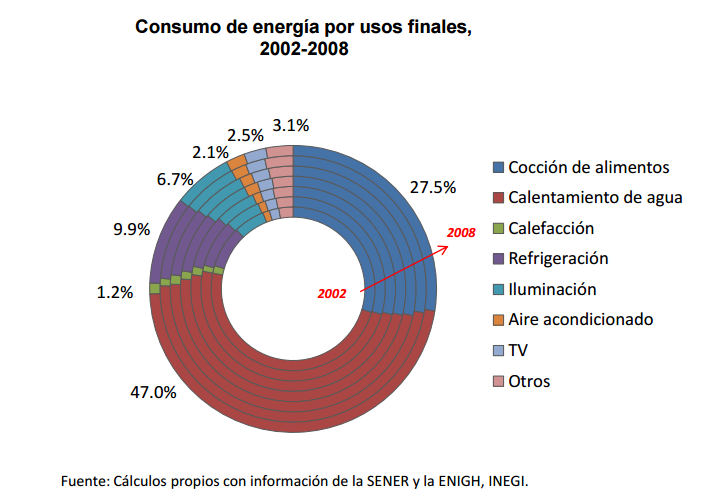 Consumo de energía por usos finales,
2002-2008
3.1%
2.5%
2.1%
6.7%
9.9%
1.2%
47.0%
27.5%
2008
2002
Cocción de alimentos
Calentamiento de agua
Calefacción
Refrigeración
Iluminación
Aire acondicionado
TV
Otros
Fuente: Cálculos propios con información de la SENER y la ENIGH, INEGI.